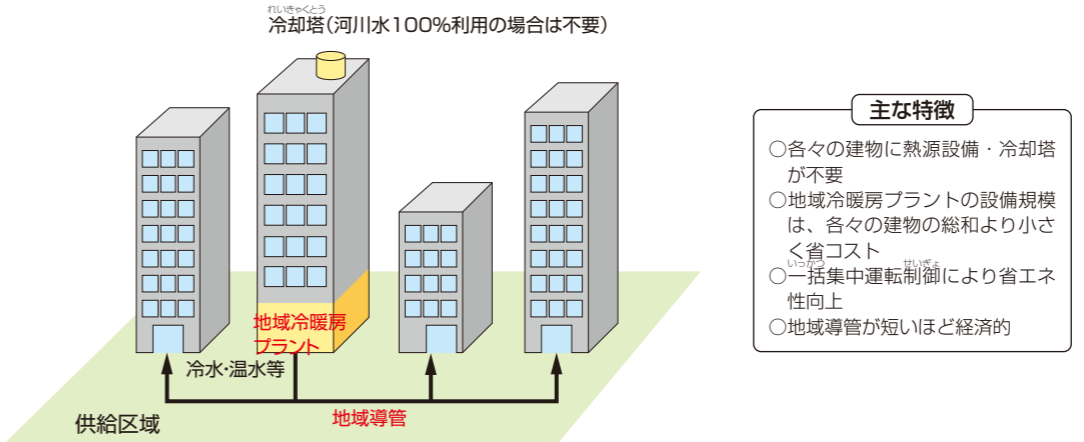 れいきゃくとう
冷却塔(河川水100%利用の場合は不要)
地域冷暖房
プラント
冷水・温水等
地域導管
供給区域
主な特徴
○各々の建物に熱源設備・冷却塔
が不要
○地域冷暖房プラントの設備規模
は、各々の建物の総和より小さ
く省コスト
いっかつ せいぎょ
○一括集中運転制御により省エネ
性向上
○地域導管が短いほど経済的